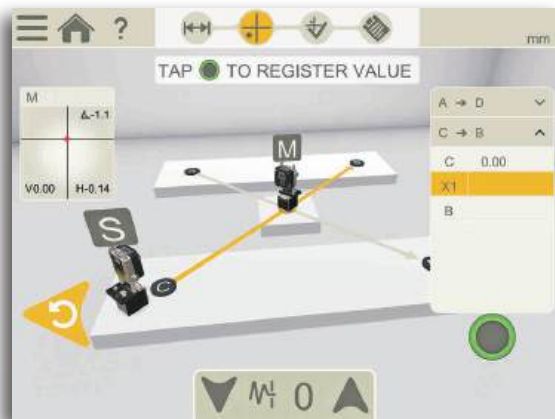 ?
mm
TAP TO REGISTER VALUE
M
∆-1.1
V0.00 H-0.14
A → D
C → B
C 0.00
X1
B
M
S
C
0